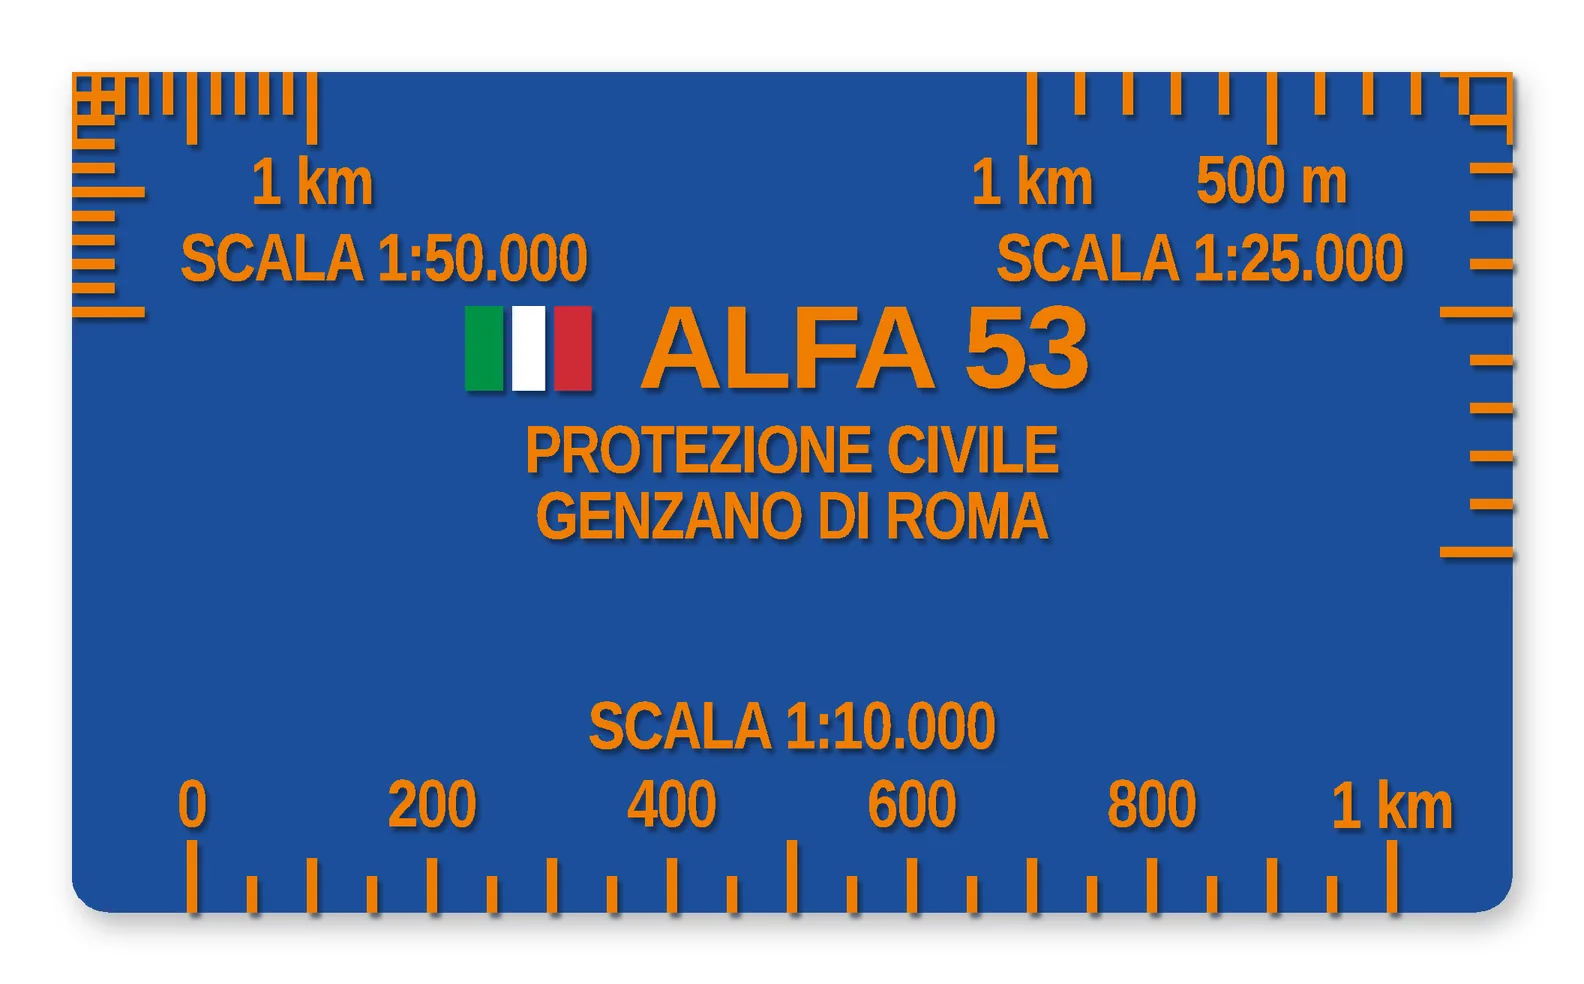 1 km
1 km 500 m
SCALA 1:50.000
SCALA 1:25.000
ALFA 53
PROTEZIONE CIVILE
GENZANO DI ROMA
SCALA 1:10.000
0 200 400 600 800 1 km